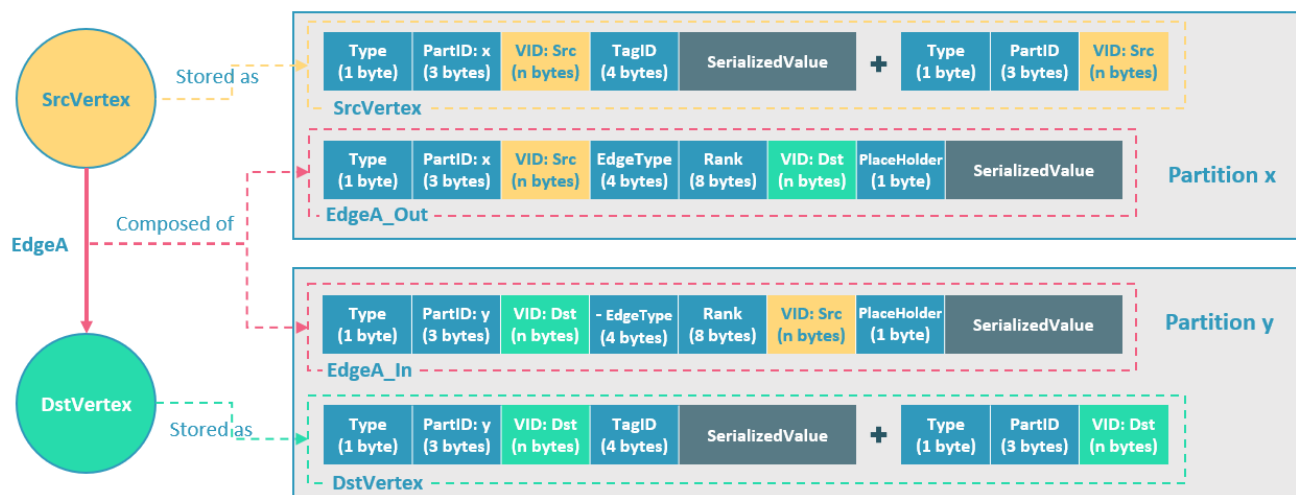 SrcVertex
Stored as
Type
(1 byte)
PartID: x
(3 bytes)
VID: Src
(n bytes)
TagID
(4 bytes)
SerializedValue
+
Type
(1 byte)
PartID
(3 bytes)
VID: Src
(n bytes)
SrcVertex
EdgeA
Composed of
Type
(1 byte)
PartID: x
(3 bytes)
VID: Src
(n bytes)
EdgeType
(4 bytes)
Rank
(8 bytes)
VID: Dst
(n bytes)
PlaceHolder
(1 byte)
SerializedValue
EdgeA_Out
Partition x
Type
(1 byte)
PartID: y
(3 bytes)
VID: Dst
(n bytes)
- EdgeType
(4 bytes)
Rank
(8 bytes)
VID: Src
(n bytes)
PlaceHolder
(1 byte)
SerializedValue
EdgeA_In
Partition y
DstVertex
Stored as
Type
(1 byte)
PartID: y
(3 bytes)
VID: Dst
(n bytes)
TagID
(4 bytes)
SerializedValue
+
Type
(1 byte)
PartID
(3 bytes)
VID: Dst
(n bytes)
DstVertex